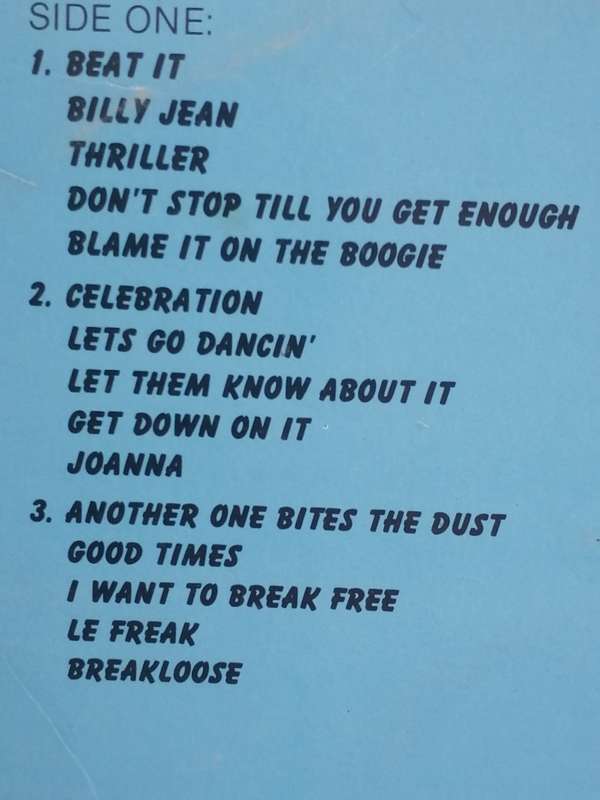 SIDE ONE:
1. BEAT IT
BILLY JEAN
THRILLER
DON'T STOP TILL YOU GET ENOUGH
BLAME IT ON THE BOOGIE
2. CELEBRATION
LETS GO DANCIN'
LET THEM KNOW ABOUT IT
GET DOWN ON IT
JOANNA
3. ANOTHER ONE BITES THE DUST
GOOD TIMES
I WANT TO BREAK FREE
LE FREAK
BREAKLOOSE